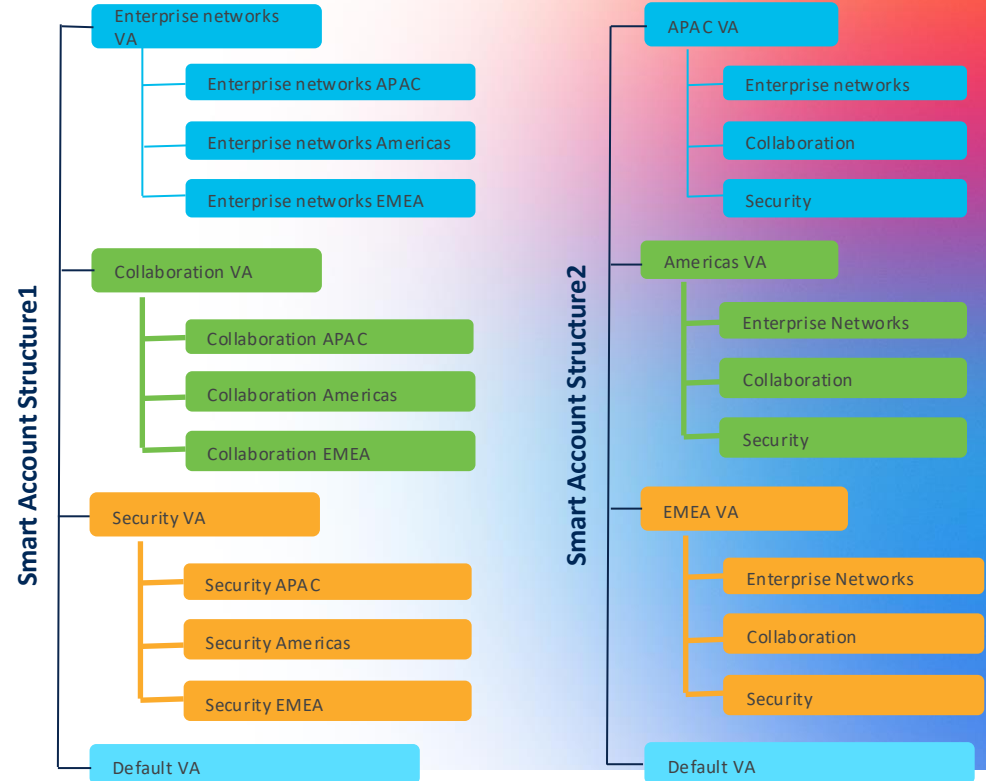 Smart Account Structure1
Enterprise networks
VA
Enterprise networks APAC
Enterprise networks Americas
Enterprise networks EMEA
Collaboration VA
Collaboration APAC
Collaboration Americas
Collaboration EMEA
Security VA
Security APAC
Security Americas
Security EMEA
Default VA
Smart Account Structure2
APAC VA
Enterprise networks
Collaboration
Security
Americas VA
Enterprise Networks
Collaboration
Security
EMEA VA
Enterprise Networks
Collaboration
Security
Default VA